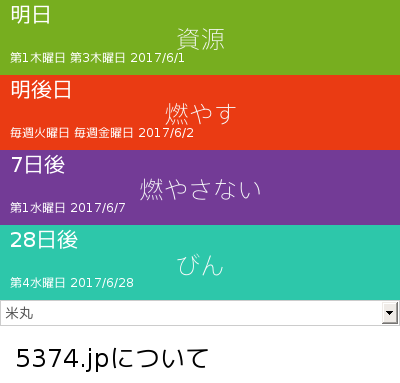 明日
資源
第1木曜日 第3木曜日 2017/6/1
明後日
燃やす
毎週火曜日 毎週金曜日 2017/6/2
7日後
燃やさない
第1水曜日 2017/6/7
28日後
びん
第4水曜日 2017/6/28
米丸
5374.jpについて